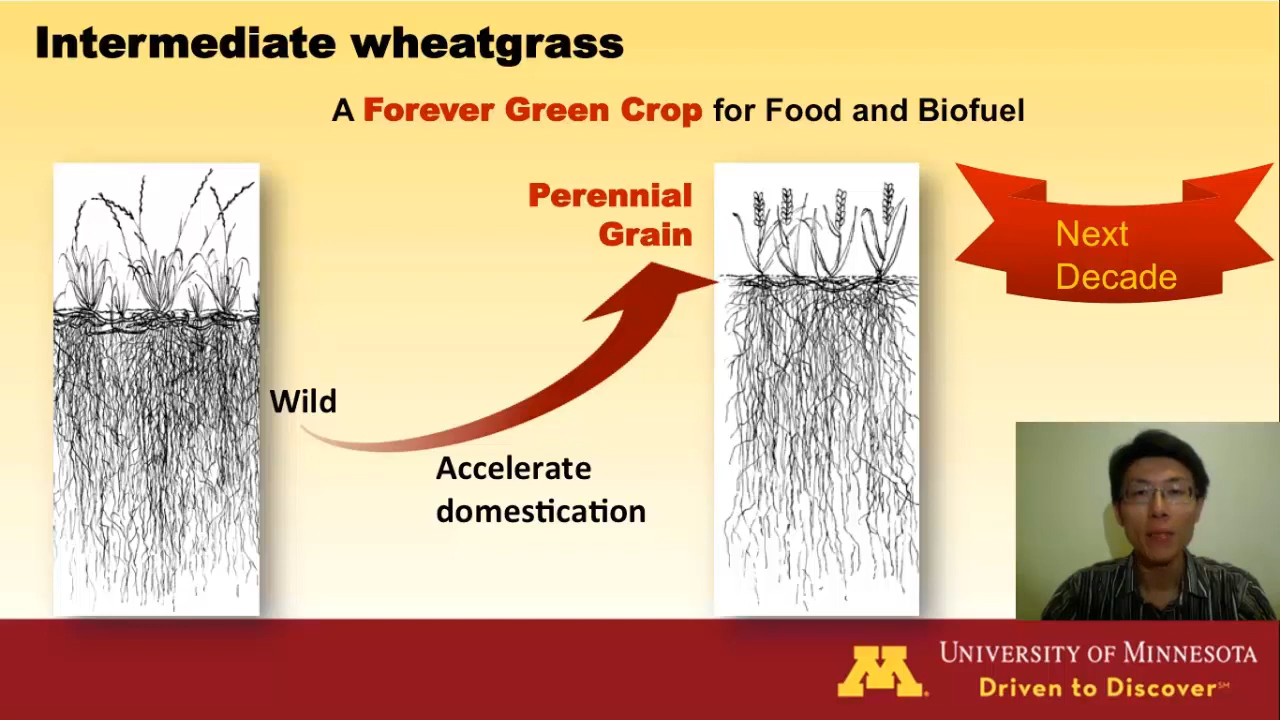 Intermediate wheatgrass
A Forever Green Crop for Food and Biofuel
Perennial
Grain
Next
Decade
Wild
Accelerate
domestication
M
UNIVERSITY OF MINNESOTA
Driven to Discover℠